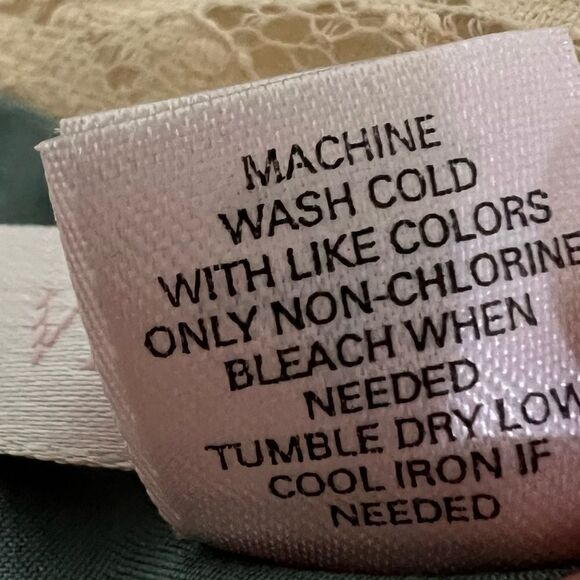 MACHINE
WASH COLD
WITH LIKE COLORS
ONLY NON-CHLORINE
BLEACH WHEN
NEEDED
TUMBLE DRY LOW
COOL IRON IF
NEEDED